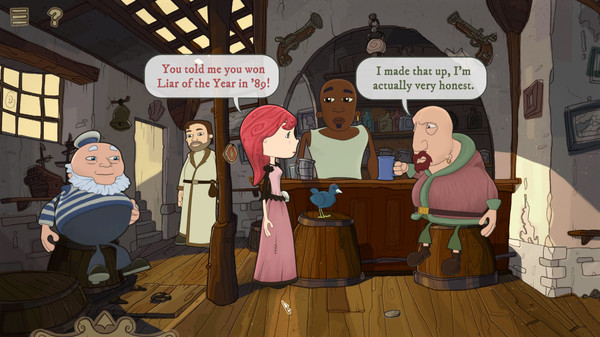 ?
You told me you won
Liar of the Year in '89!
I made that up, I'm
actually very honest.